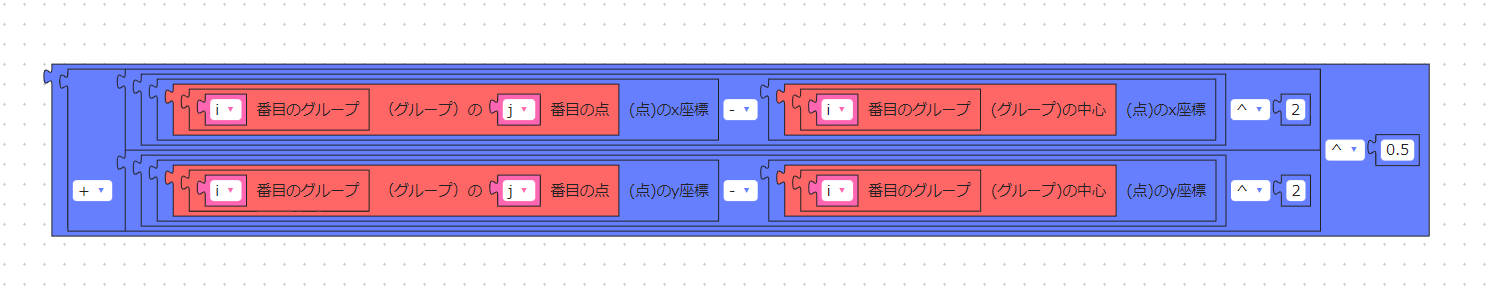 i 番目のグループ （グループ）の j 番目の点 (点)のx座標 - i 番目のグループ (グループ)の中心 (点)のx座標 ^ 2
^ 0.5
+ i 番目のグループ （グループ）の j 番目の点 (点)のy座標 - i 番目のグループ (グループ)の中心 (点)のy座標 ^ 2